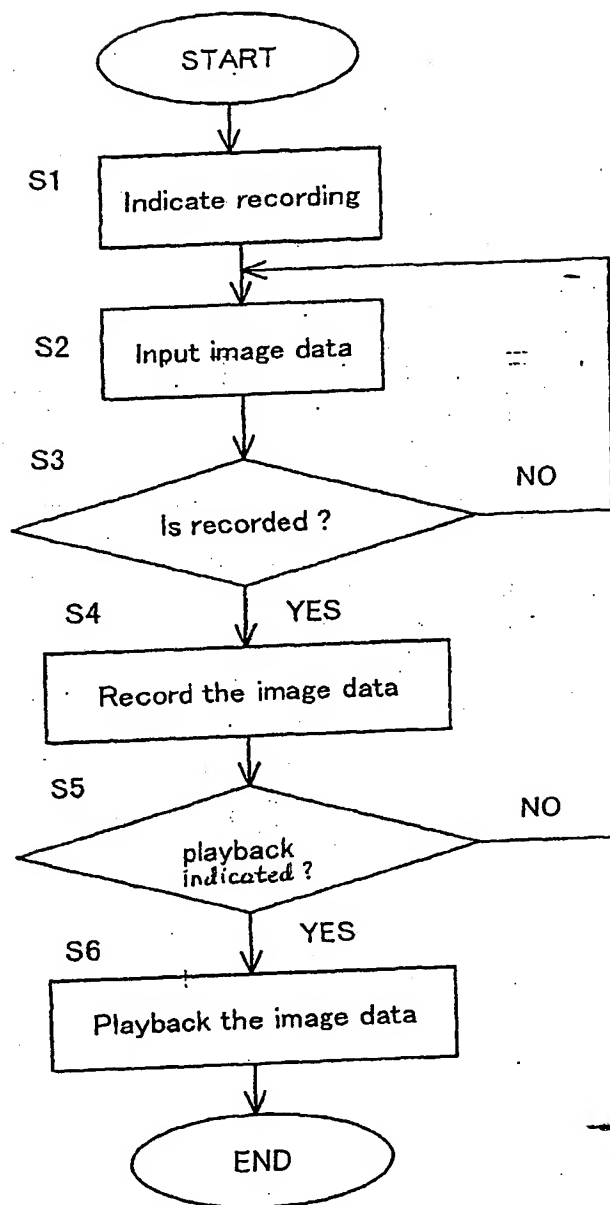 START
S1
Indicate recording
S2
Input image data
S3
NO
Is recorded ?
S4
YES
Record the image data
S5
NO
playback
indicated ?
YES
S6
Playback the image data
END